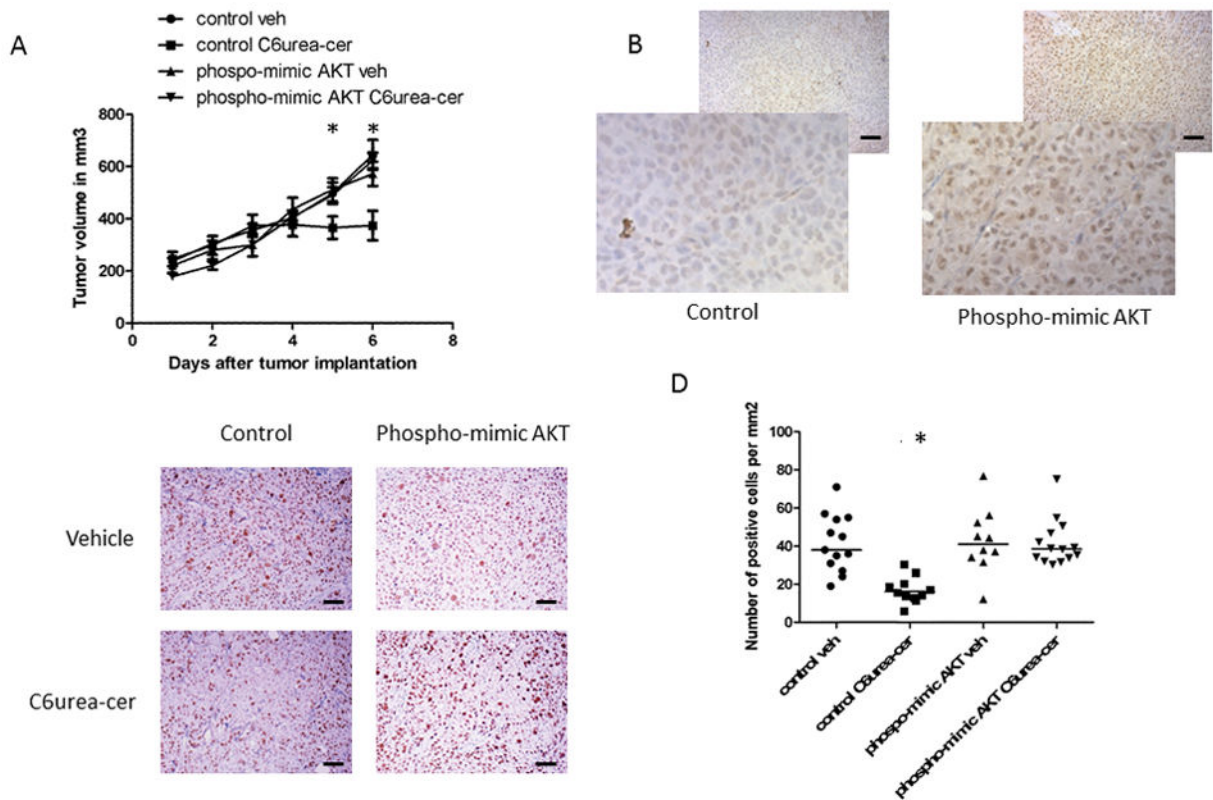 A
control veh
control C6urea-cer
phospo-mimic AKT veh
phospho-mimic AKT C6urea-cer
Tumor volume in mm3
800
600
400
200
0
* *
0 2 4 6 8
Days after tumor implantation
B
Control
Phospho-mimic AKT
Control
Phospho-mimic AKT
Vehicle
C6urea-cer
D
Number of positive cells per mm2
100
80
60
40
20
0
*
control veh
control C6urea-cer
phospo-mimic AKT veh
phospho-mimic AKT C6urea-cer